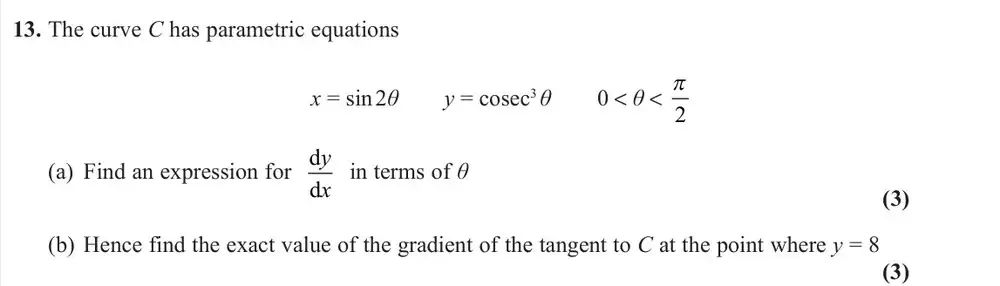 13. The curve C has parametric equations
x = sin 2θ y = cosec³ θ 0 < θ < π/2
(a) Find an expression for dy/dx in terms of θ
(3)
(b) Hence find the exact value of the gradient of the tangent to C at the point where y = 8
(3)